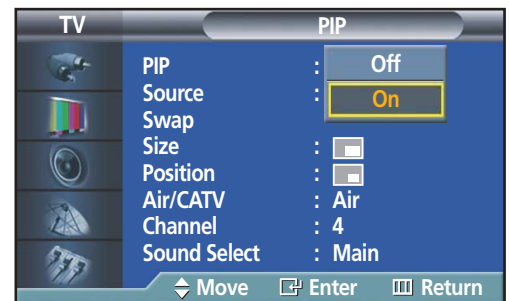 TV PIP
PIP : Off
Source : On
Swap
Size :
Position :
Air/CATV : Air
Channel : 4
Sound Select : Main
Move Enter Return